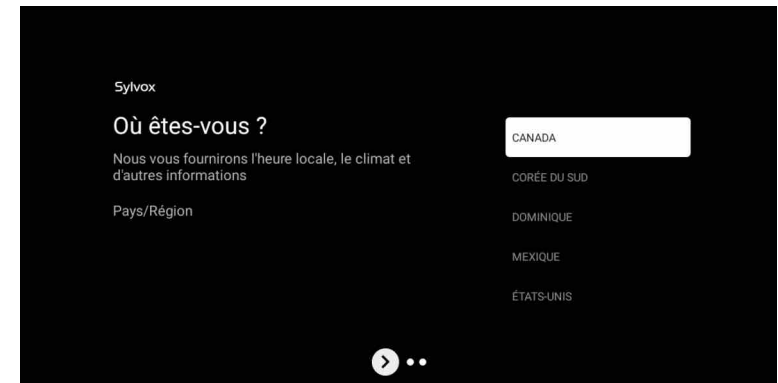 Sylvox
Où êtes-vous ?
Nous vous fournirons l'heure locale, le climat et
d'autres informations
Pays/Région
CANADA
CORÉE DU SUD
DOMINIQUE
MEXIQUE
ÉTATS-UNIS